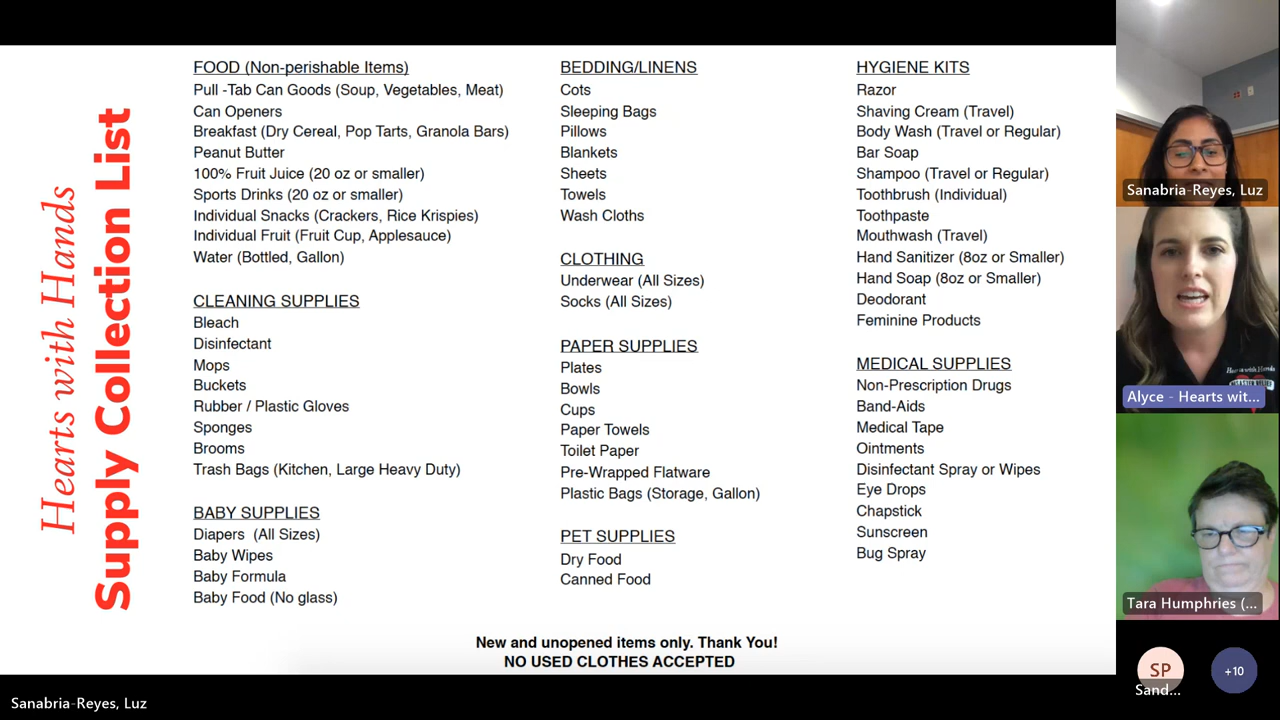 Hearts with Hands
Supply Collection List
FOOD (Non-perishable Items)
Pull -Tab Can Goods (Soup, Vegetables, Meat)
Can Openers
Breakfast (Dry Cereal, Pop Tarts, Granola Bars)
Peanut Butter
100% Fruit Juice (20 oz or smaller)
Sports Drinks (20 oz or smaller)
Individual Snacks (Crackers, Rice Krispies)
Individual Fruit (Fruit Cup, Applesauce)
Water (Bottled, Gallon)
CLEANING SUPPLIES
Bleach
Disinfectant
Mops
Buckets
Rubber / Plastic Gloves
Sponges
Brooms
Trash Bags (Kitchen, Large Heavy Duty)
BABY SUPPLIES
Diapers (All Sizes)
Baby Wipes
Baby Formula
Baby Food (No glass)
BEDDING/LINENS
Cots
Sleeping Bags
Pillows
Blankets
Sheets
Towels
Wash Cloths
CLOTHING
Underwear (All Sizes)
Socks (All Sizes)
PAPER SUPPLIES
Plates
Bowls
Cups
Paper Towels
Toilet Paper
Pre-Wrapped Flatware
Plastic Bags (Storage, Gallon)
PET SUPPLIES
Dry Food
Canned Food
HYGIENE KITS
Razor
Shaving Cream (Travel)
Body Wash (Travel or Regular)
Bar Soap
Shampoo (Travel or Regular)
Toothbrush (Individual)
Toothpaste
Mouthwash (Travel)
Hand Sanitizer (8oz or Smaller)
Hand Soap (8oz or Smaller)
Deodorant
Feminine Products
MEDICAL SUPPLIES
Non-Prescription Drugs
Band-Aids
Medical Tape
Ointments
Disinfectant Spray or Wipes
Eye Drops
Chapstick
Sunscreen
Bug Spray
New and unopened items only. Thank You!
NO USED CLOTHES ACCEPTED
Sanabria-Reyes, Luz
Hearts with Hands
Alyce - Hearts wit...
Tara Humphries (...
SP
Sand...
+10
Sanabria-Reyes, Luz